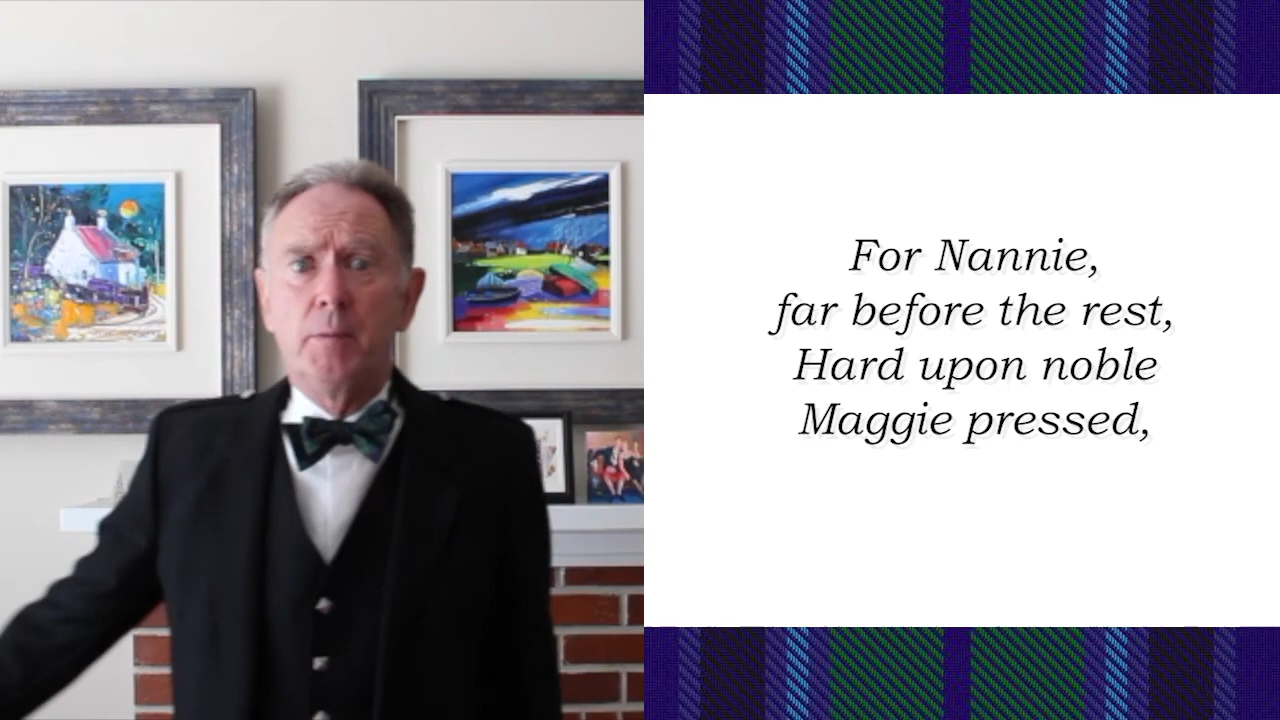 For Nannie,
far before the rest,
Hard upon noble
Maggie pressed,